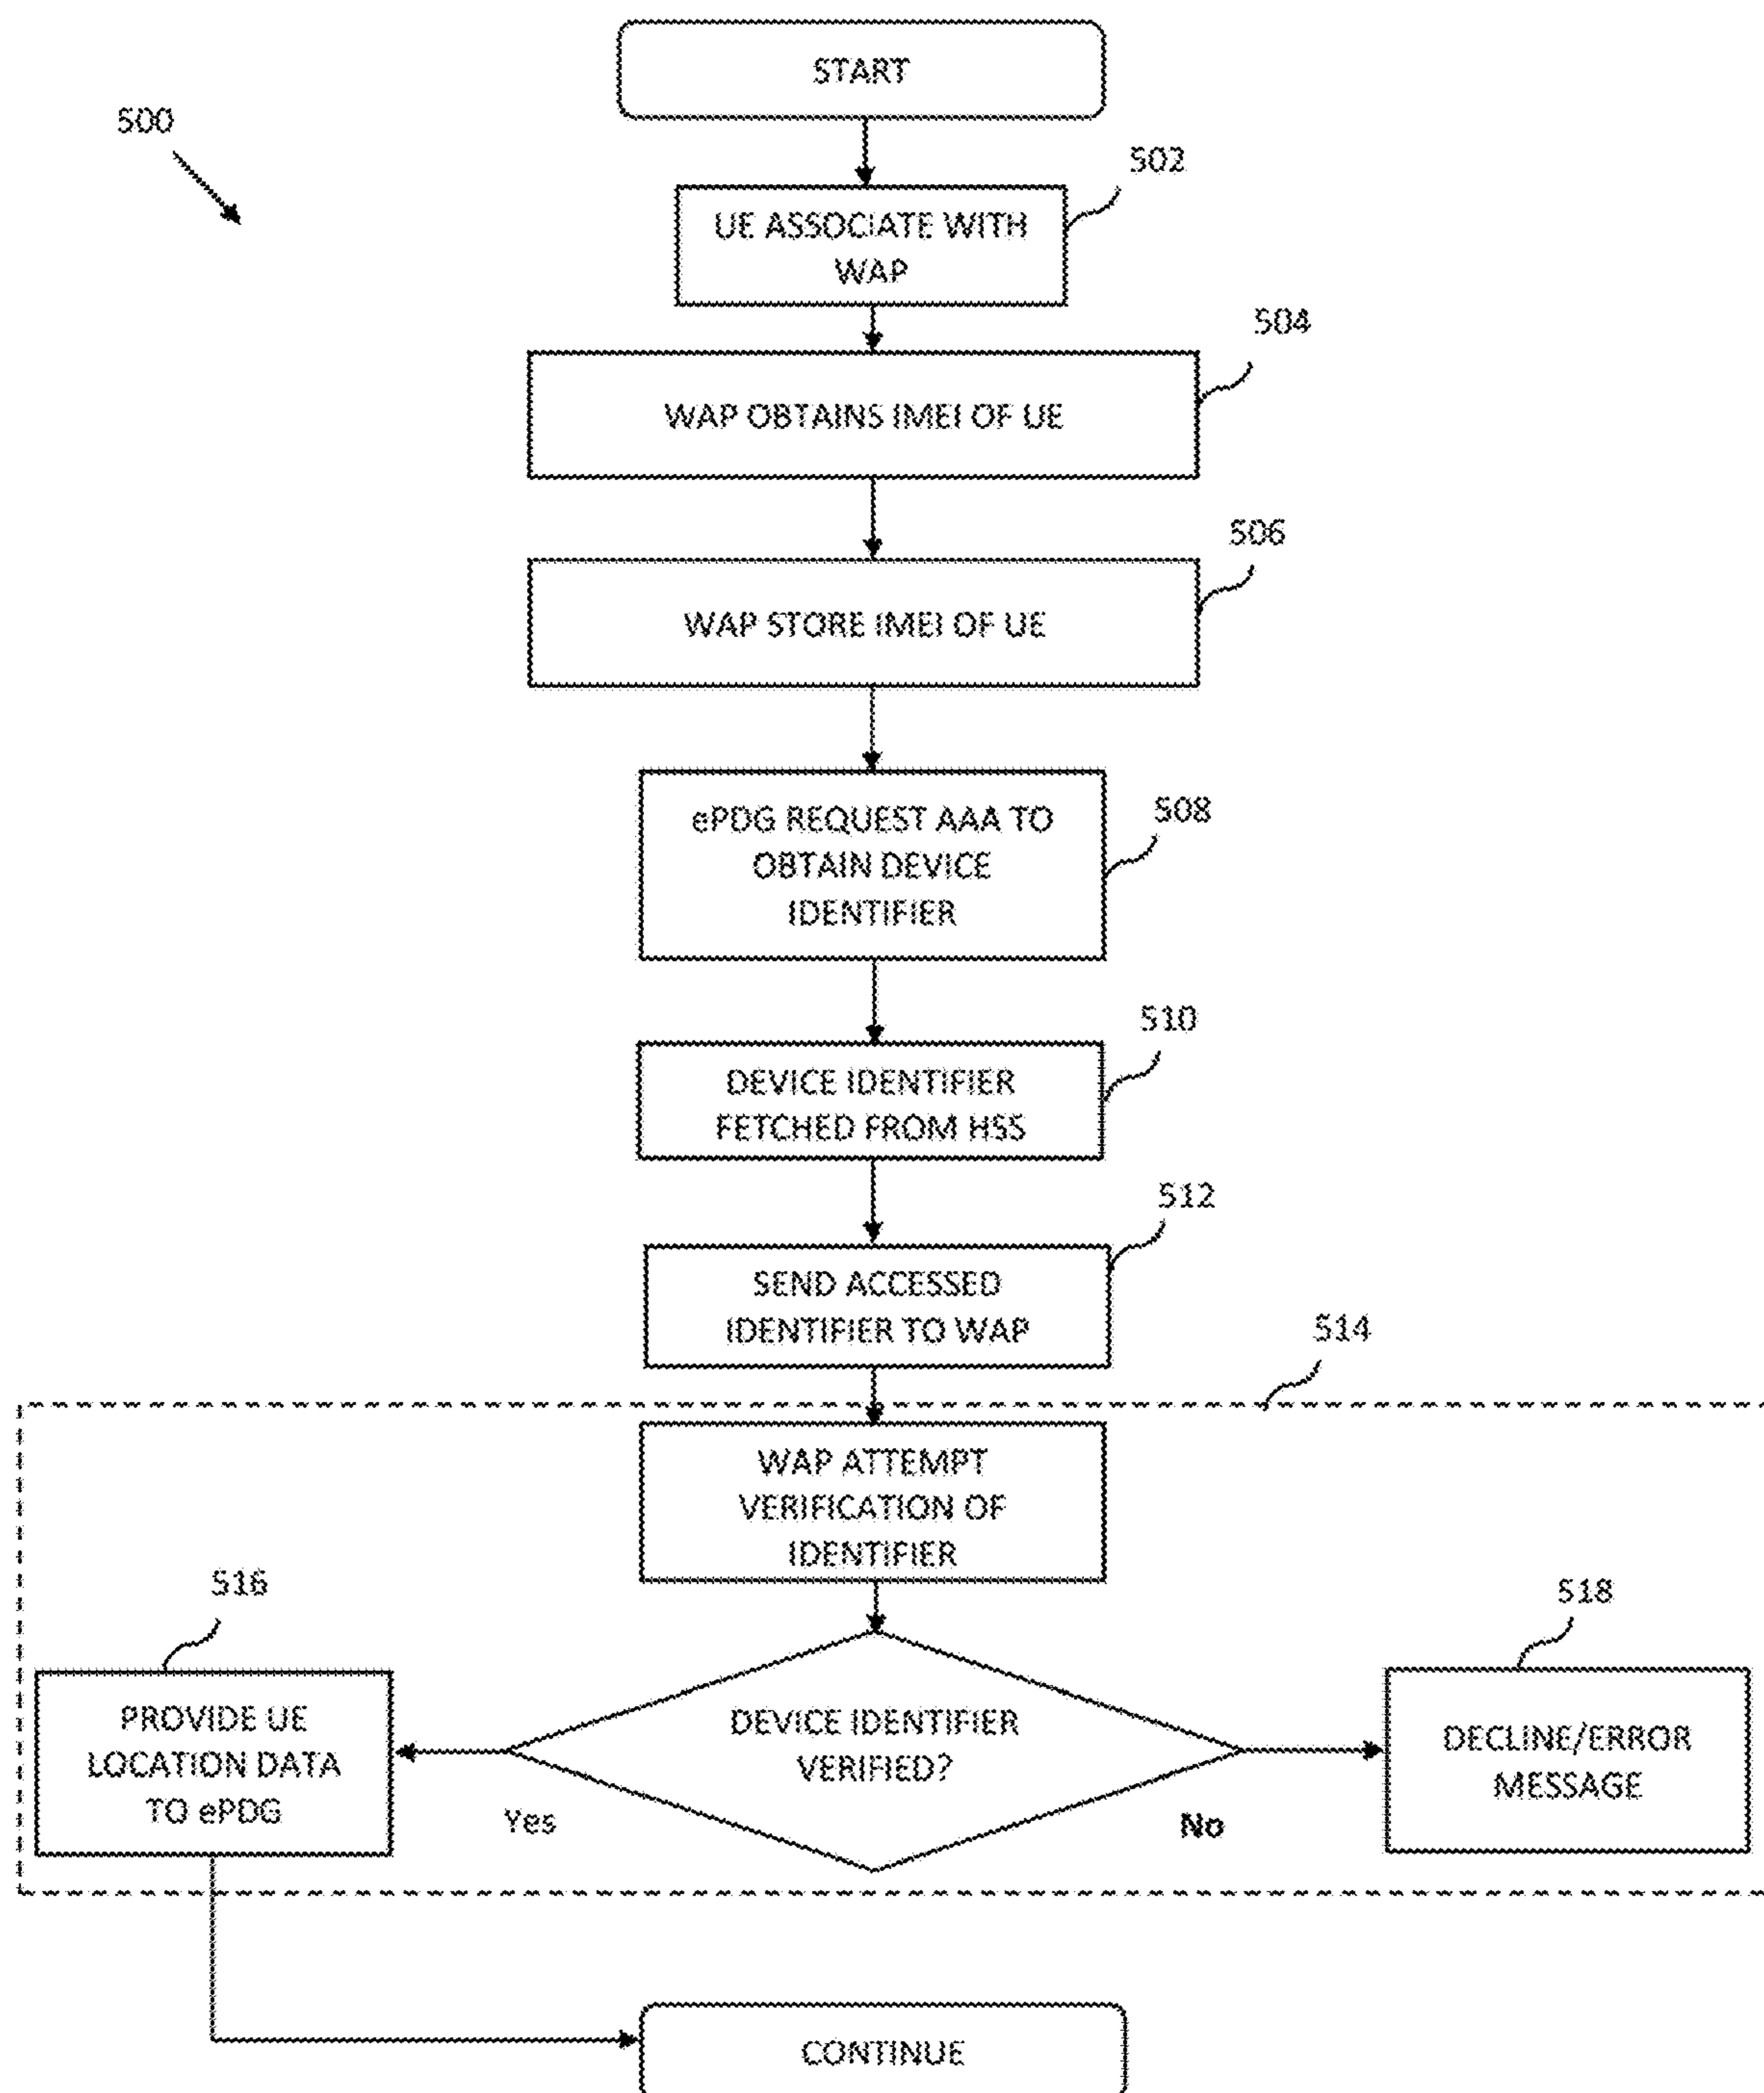 START
500
502
UE ASSOCIATE WITH
WAP
504
WAP OBTAINS IMEI OF UE
506
WAP STORE IMEI OF UE
508
ePDG REQUEST AAA TO
OBTAIN DEVICE
IDENTIFIER
510
DEVICE IDENTIFIER
FETCHED FROM HSS
512
SEND ACCESSED
IDENTIFIER TO WAP
514
WAP ATTEMPT
VERIFICATION OF
IDENTIFIER
516
PROVIDE UE
LOCATION DATA
TO ePDG
DEVICE IDENTIFIER
VERIFIED?
Yes
No
518
DECLINE/ERROR
MESSAGE
CONTINUE